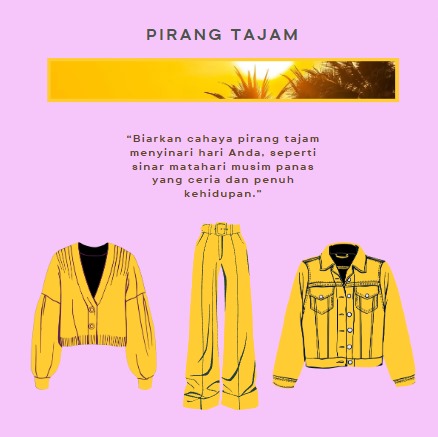 PIRANG TAJAM
“Biarkan cahaya pirang tajam
menyinari hari Anda, seperti
sinar matahari musim panas
yang ceria dan penuh
kehidupan.”